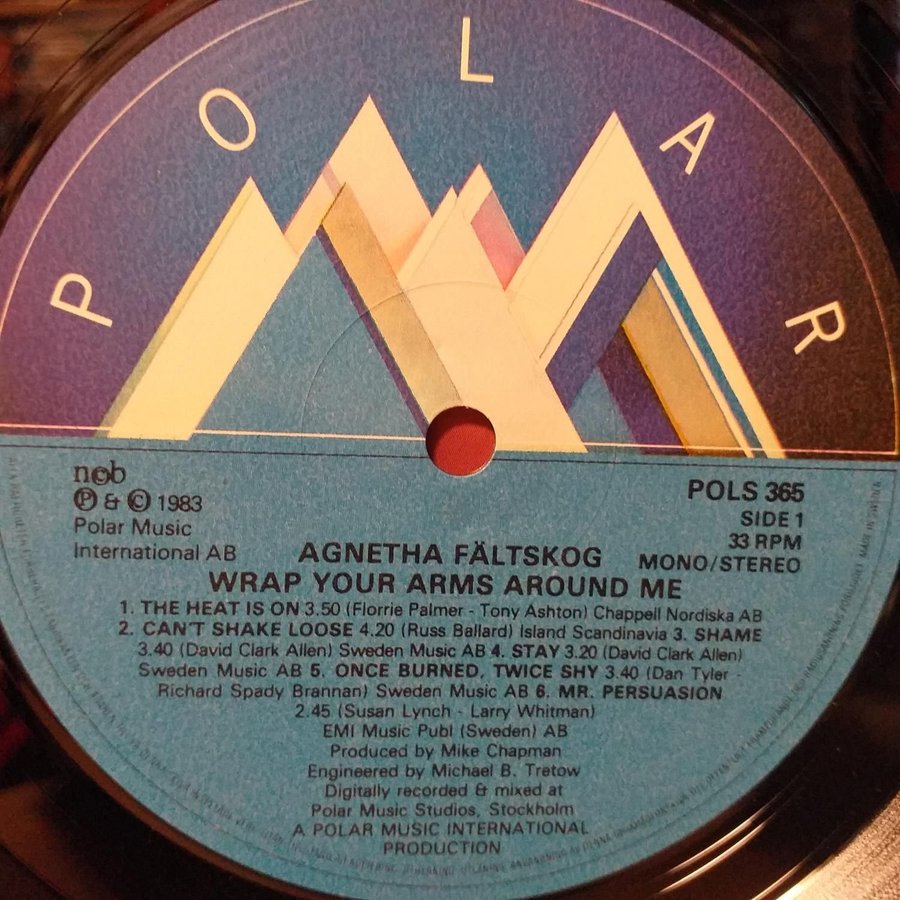 POLAR
ncb
Ⓟ & © 1983
Polar Music
International AB
POLS 365
SIDE 1
33 RPM
MONO/STEREO
AGNETHA FÄLTSKOG
WRAP YOUR ARMS AROUND ME
1. THE HEAT IS ON 3.50 (Florrie Palmer - Tony Ashton) Chappell Nordiska AB
2. CAN'T SHAKE LOOSE 4.20 (Russ Ballard) Island Scandinavia 3. SHAME
3.40 (David Clark Allen) Sweden Music AB 4. STAY 3.20 (David Clark Allen)
Sweden Music AB 5. ONCE BURNED, TWICE SHY 3.40 (Dan Tyler -
Richard Spady Brannan) Sweden Music AB 6. MR. PERSUASION
2.45 (Susan Lynch - Larry Whitman)
EMI Music Publ (Sweden) AB
Produced by Mike Chapman
Engineered by Michael B. Tretow
Digitally recorded & mixed at
Polar Music Studios, Stockholm
A POLAR MUSIC INTERNATIONAL
PRODUCTION
MADE IN SWEDEN